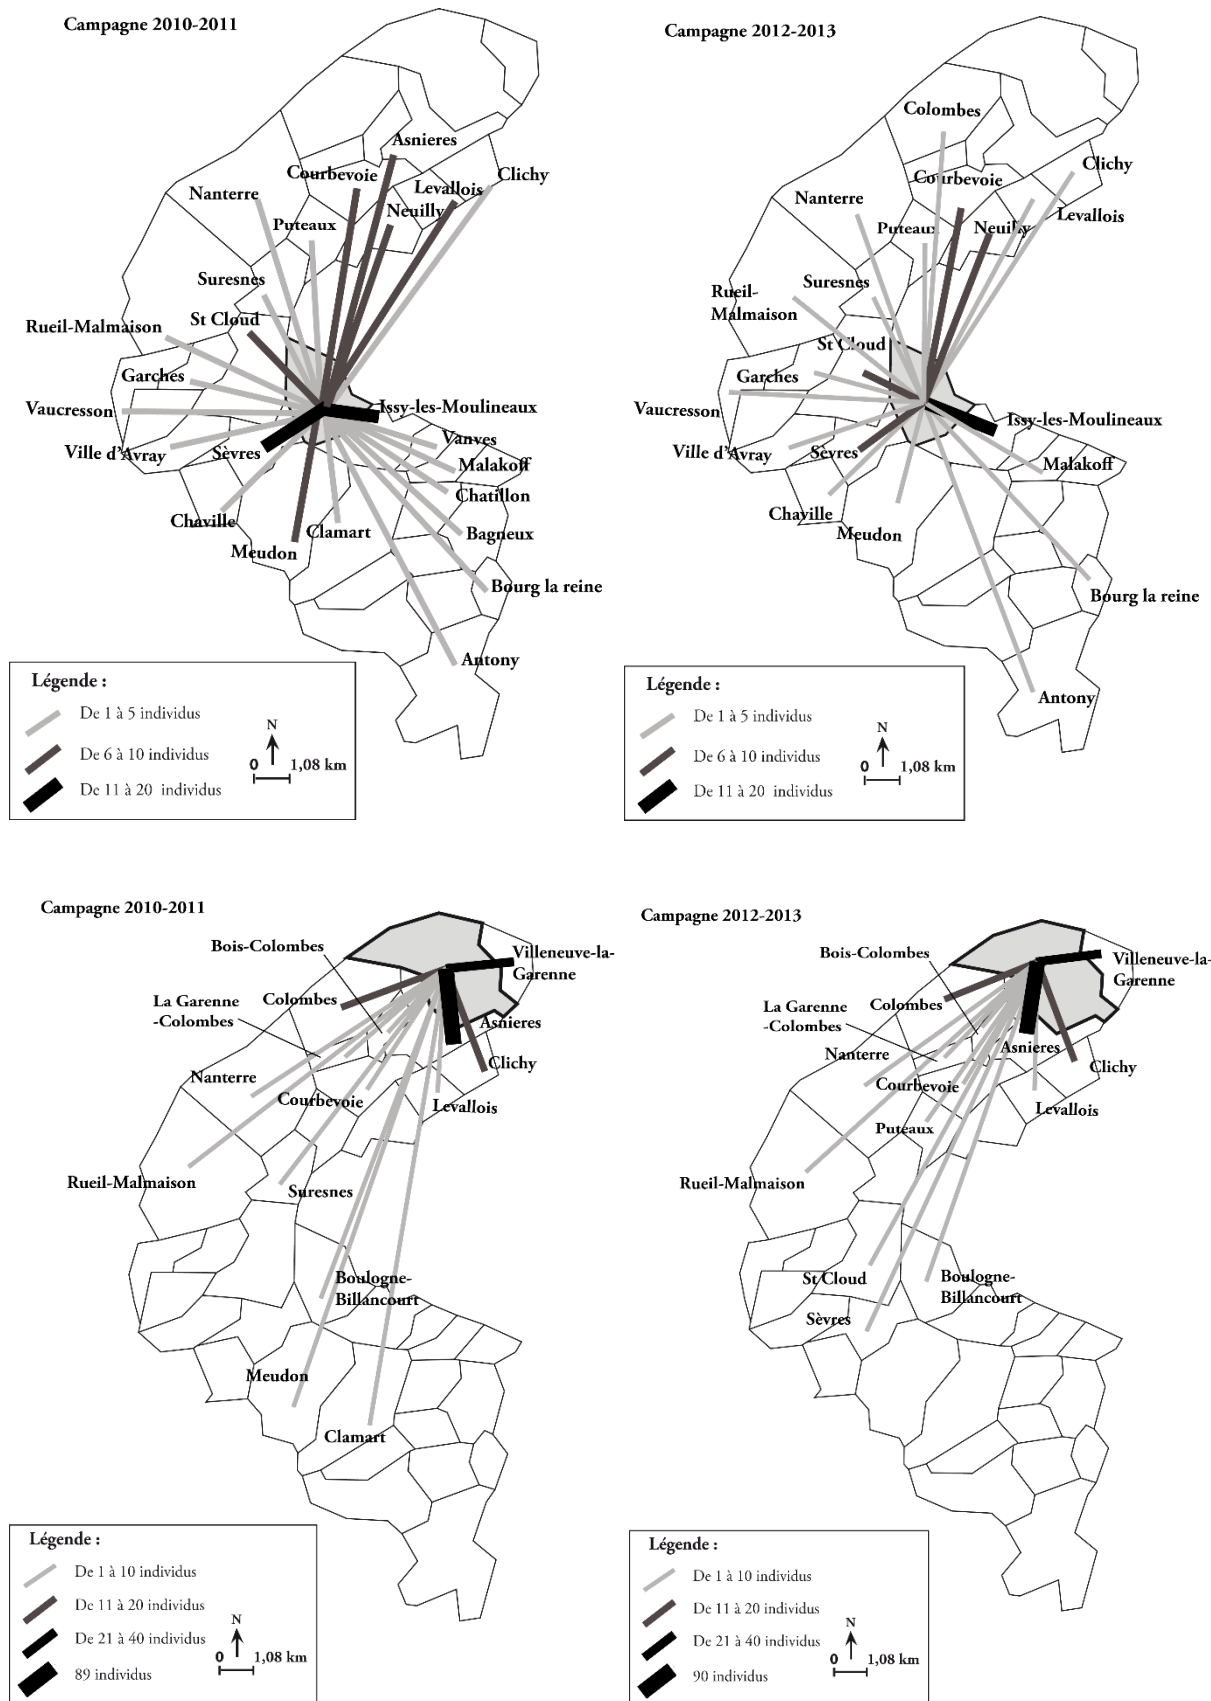 Campagne 2010-2011
Asnieres
Courbevoie
Clichy
Levallois
Nanterre
Neuilly
Puteaux
Suresnes
St Cloud
Rueil-Malmaison
Garches
Issy-les-Moulineaux
Vaucresson
Vanves
Ville d'Avray
Sèvres
Malakoff
Chatillon
Chaville
Clamart
Bagneux
Meudon
Bourg la reine
Antony
Légende :
De 1 à 5 individus
De 6 à 10 individus
De 11 à 20 individus
N
0 1,08 km
Campagne 2012-2013
Colombes
Clichy
Courbevoie
Nanterre
Levallois
Puteaux
Neuilly
Suresnes
Rueil-
Malmaison
St Cloud
Garches
Vaucresson
Issy-les-Moulineaux
Ville d'Avray
Sèvres
Malakoff
Chaville
Meudon
Bourg la reine
Antony
Légende :
De 1 à 5 individus
De 6 à 10 individus
De 11 à 20 individus
N
0 1,08 km
Campagne 2010-2011
Bois-Colombes
Villeneuve-la-
Garenne
La Garenne
-Colombes
Colombes
Asnieres
Clichy
Nanterre
Courbevoie
Levallois
Rueil-Malmaison
Suresnes
Boulogne-
Billancourt
Meudon
Clamart
Légende :
De 1 à 10 individus
De 11 à 20 individus
De 21 à 40 individus
89 individus
N
0 1,08 km
Campagne 2012-2013
Bois-Colombes
Villeneuve-la-
Garenne
La Garenne
-Colombes
Colombes
Asnieres
Nanterre
Clichy
Courbevoie
Levallois
Puteaux
Rueil-Malmaison
St Cloud
Boulogne-
Billancourt
Sèvres
Légende :
De 1 à 10 individus
De 11 à 20 individus
De 21 à 40 individus
90 individus
N
0 1,08 km